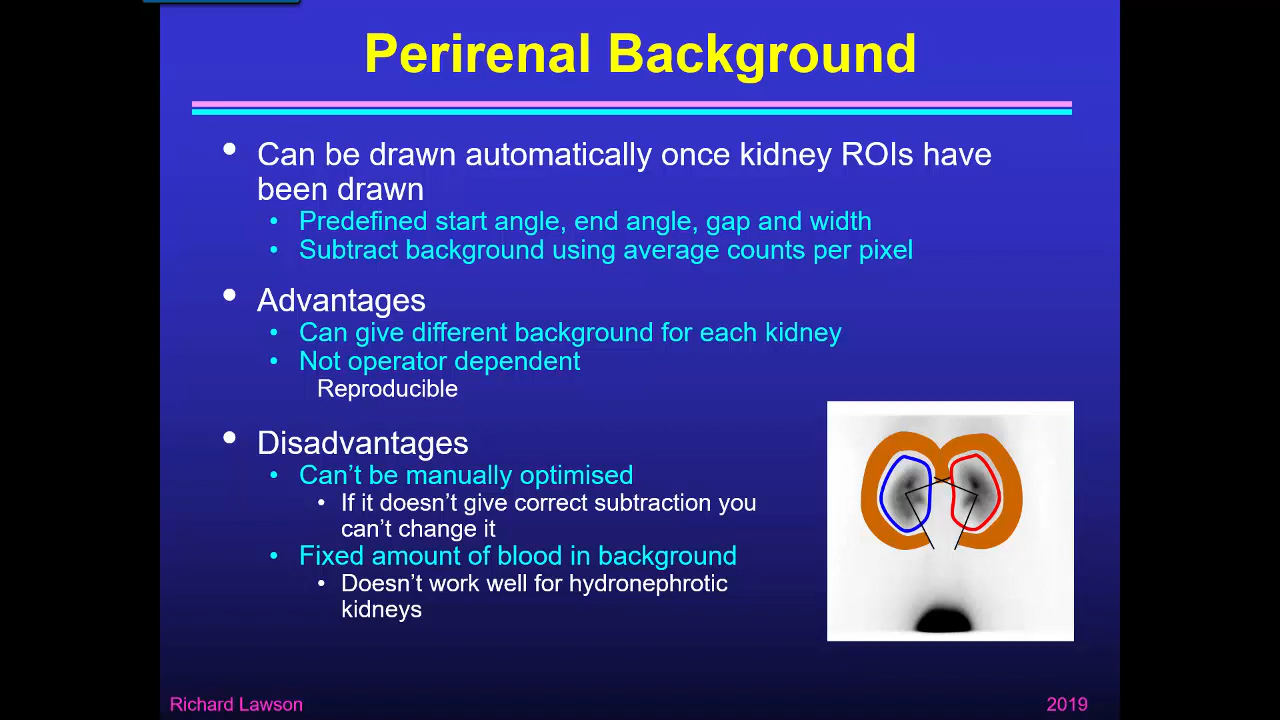 Perirenal Background
• Can be drawn automatically once kidney ROIs have
been drawn
• Predefined start angle, end angle, gap and width
• Subtract background using average counts per pixel
• Advantages
• Can give different background for each kidney
• Not operator dependent
Reproducible
• Disadvantages
• Can’t be manually optimised
• If it doesn’t give correct subtraction you
can’t change it
• Fixed amount of blood in background
• Doesn’t work well for hydronephrotic
kidneys
Richard Lawson
2019